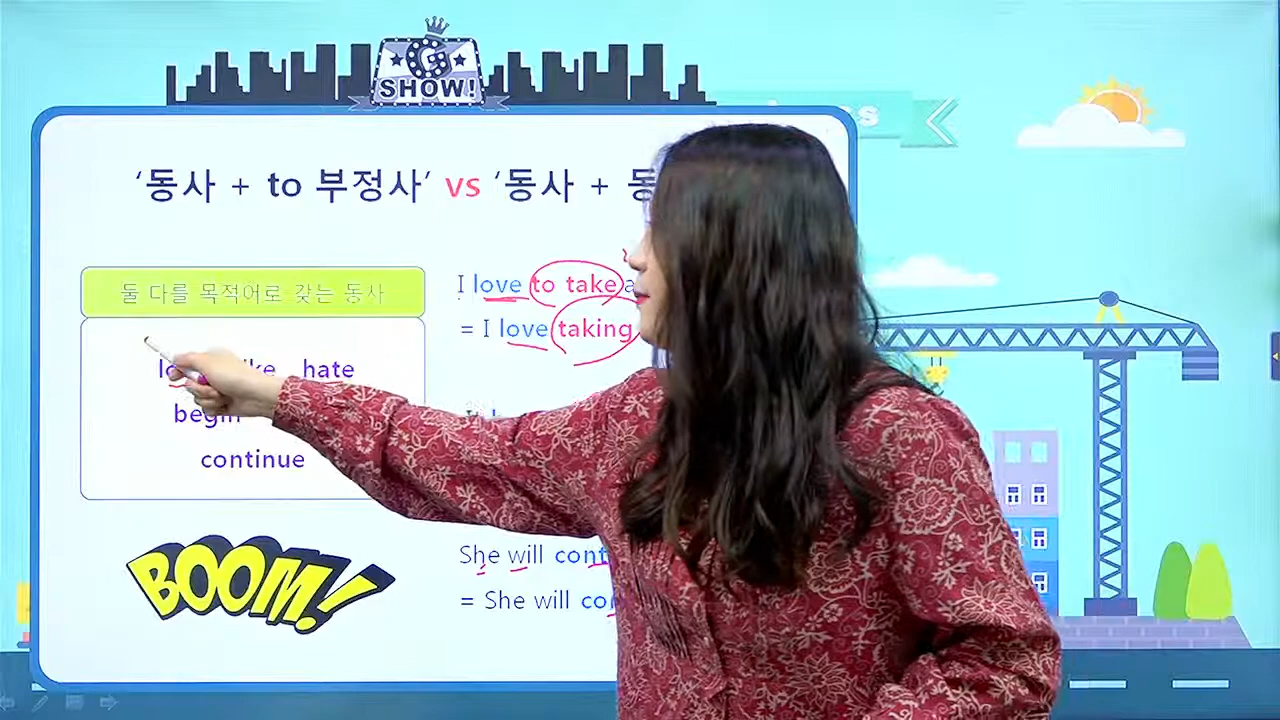 G
SHOW!
'동사 + to 부정사' vs '동사 + 동
둘 다를 목적어로 갖는 동사
hate
begin
continue
I love to take a
= I love taking
She will cont
= She will con
BOOM!